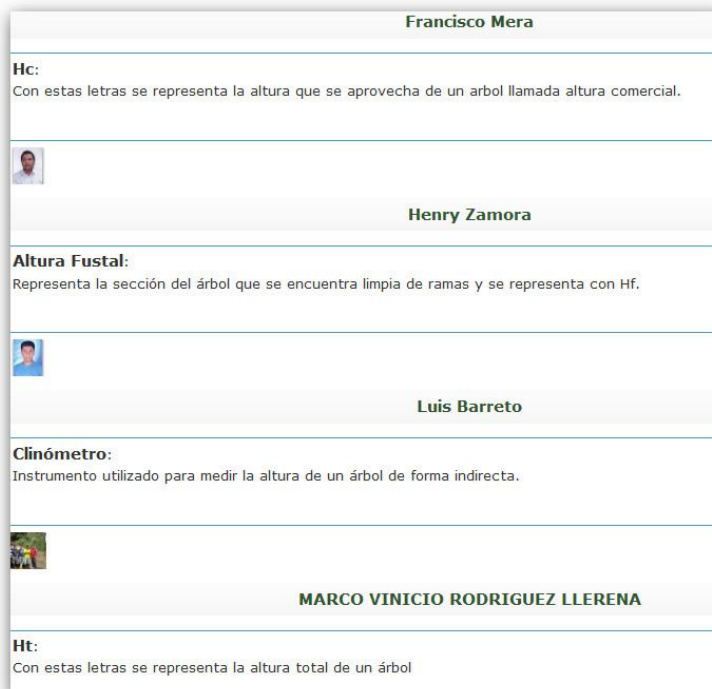 Francisco Mera
Hc:
Con estas letras se representa la altura que se aprovecha de un arbol llamada altura comercial.
Henry Zamora
Altura Fustal:
Representa la sección del árbol que se encuentra limpia de ramas y se representa con Hf.
Luis Barreto
Clinómetro:
Instrumento utilizado para medir la altura de un árbol de forma indirecta.
MARCO VINICIO RODRIGUEZ LLERENA
Ht:
Con estas letras se representa la altura total de un árbol